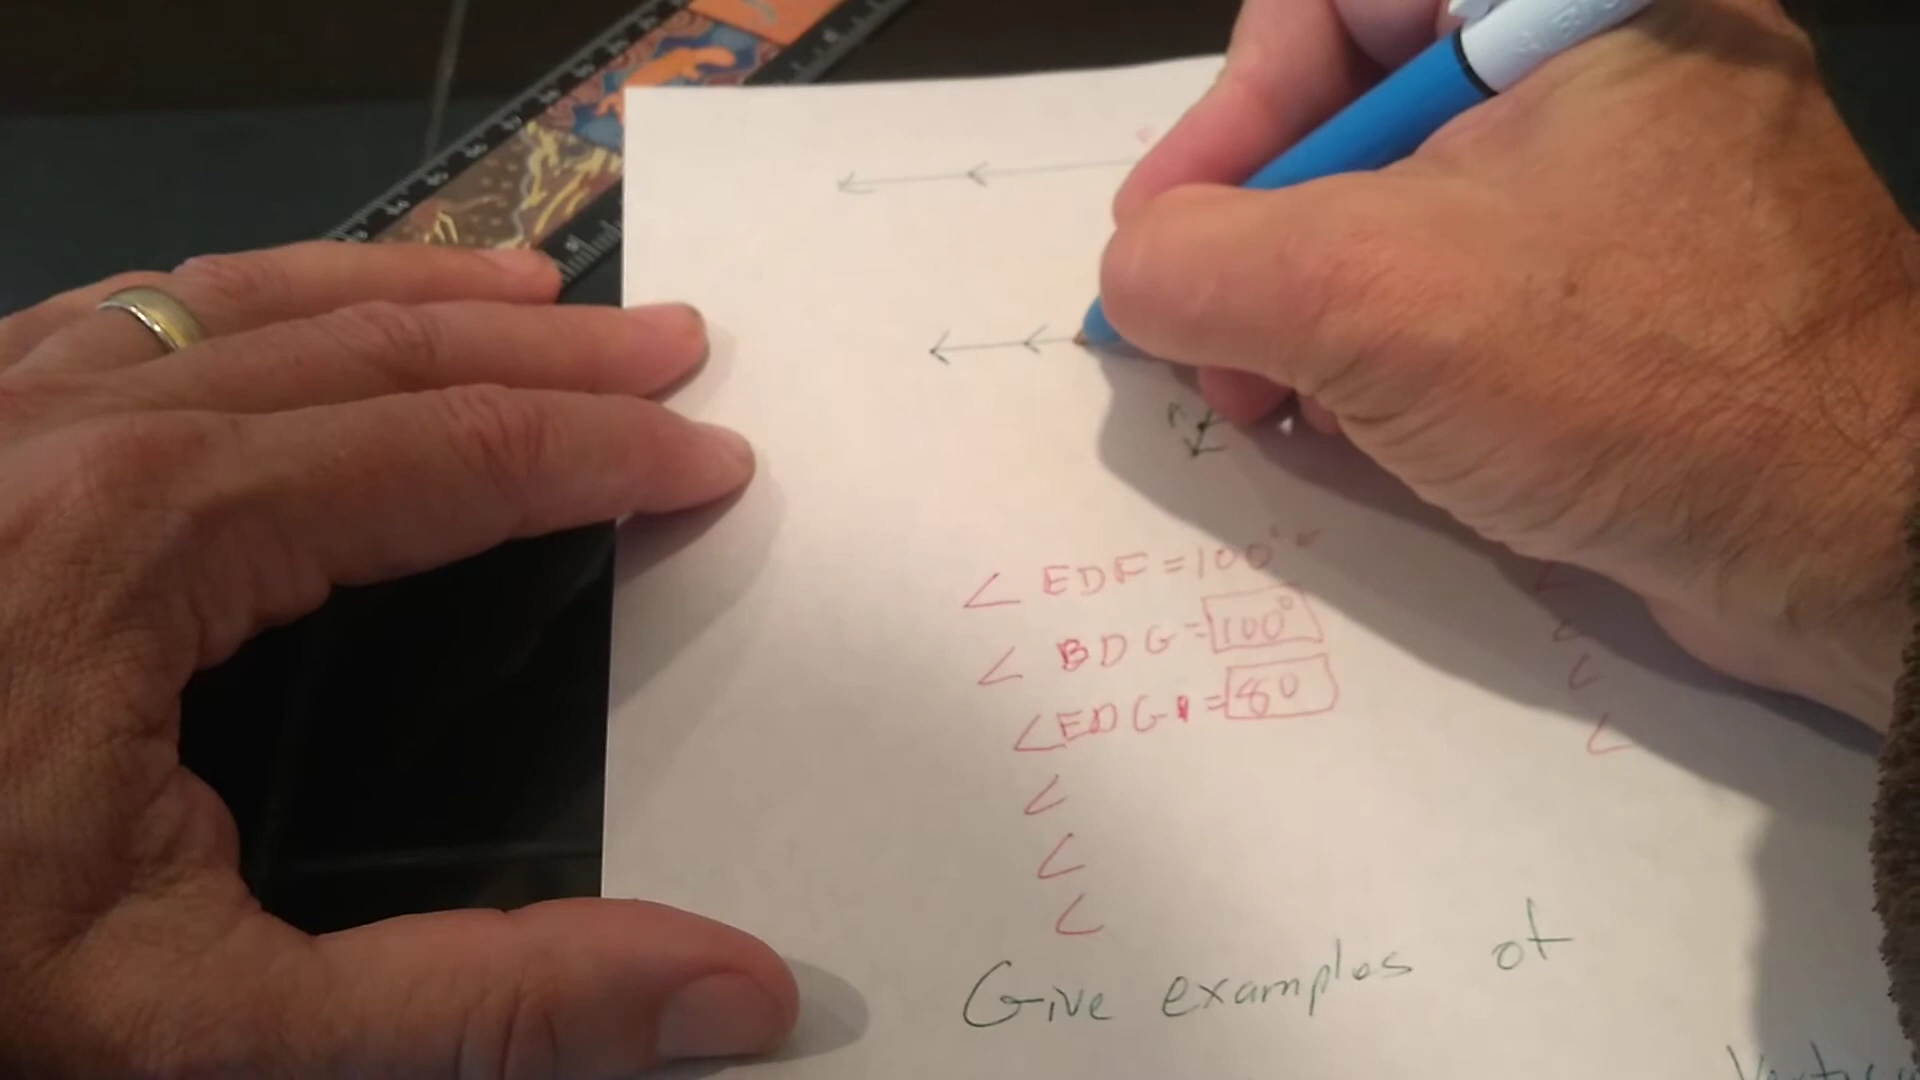 ∠ EDF = 100°
∠ BDG = 100°
∠ EDG = 80
∠
∠
∠
Give examples of